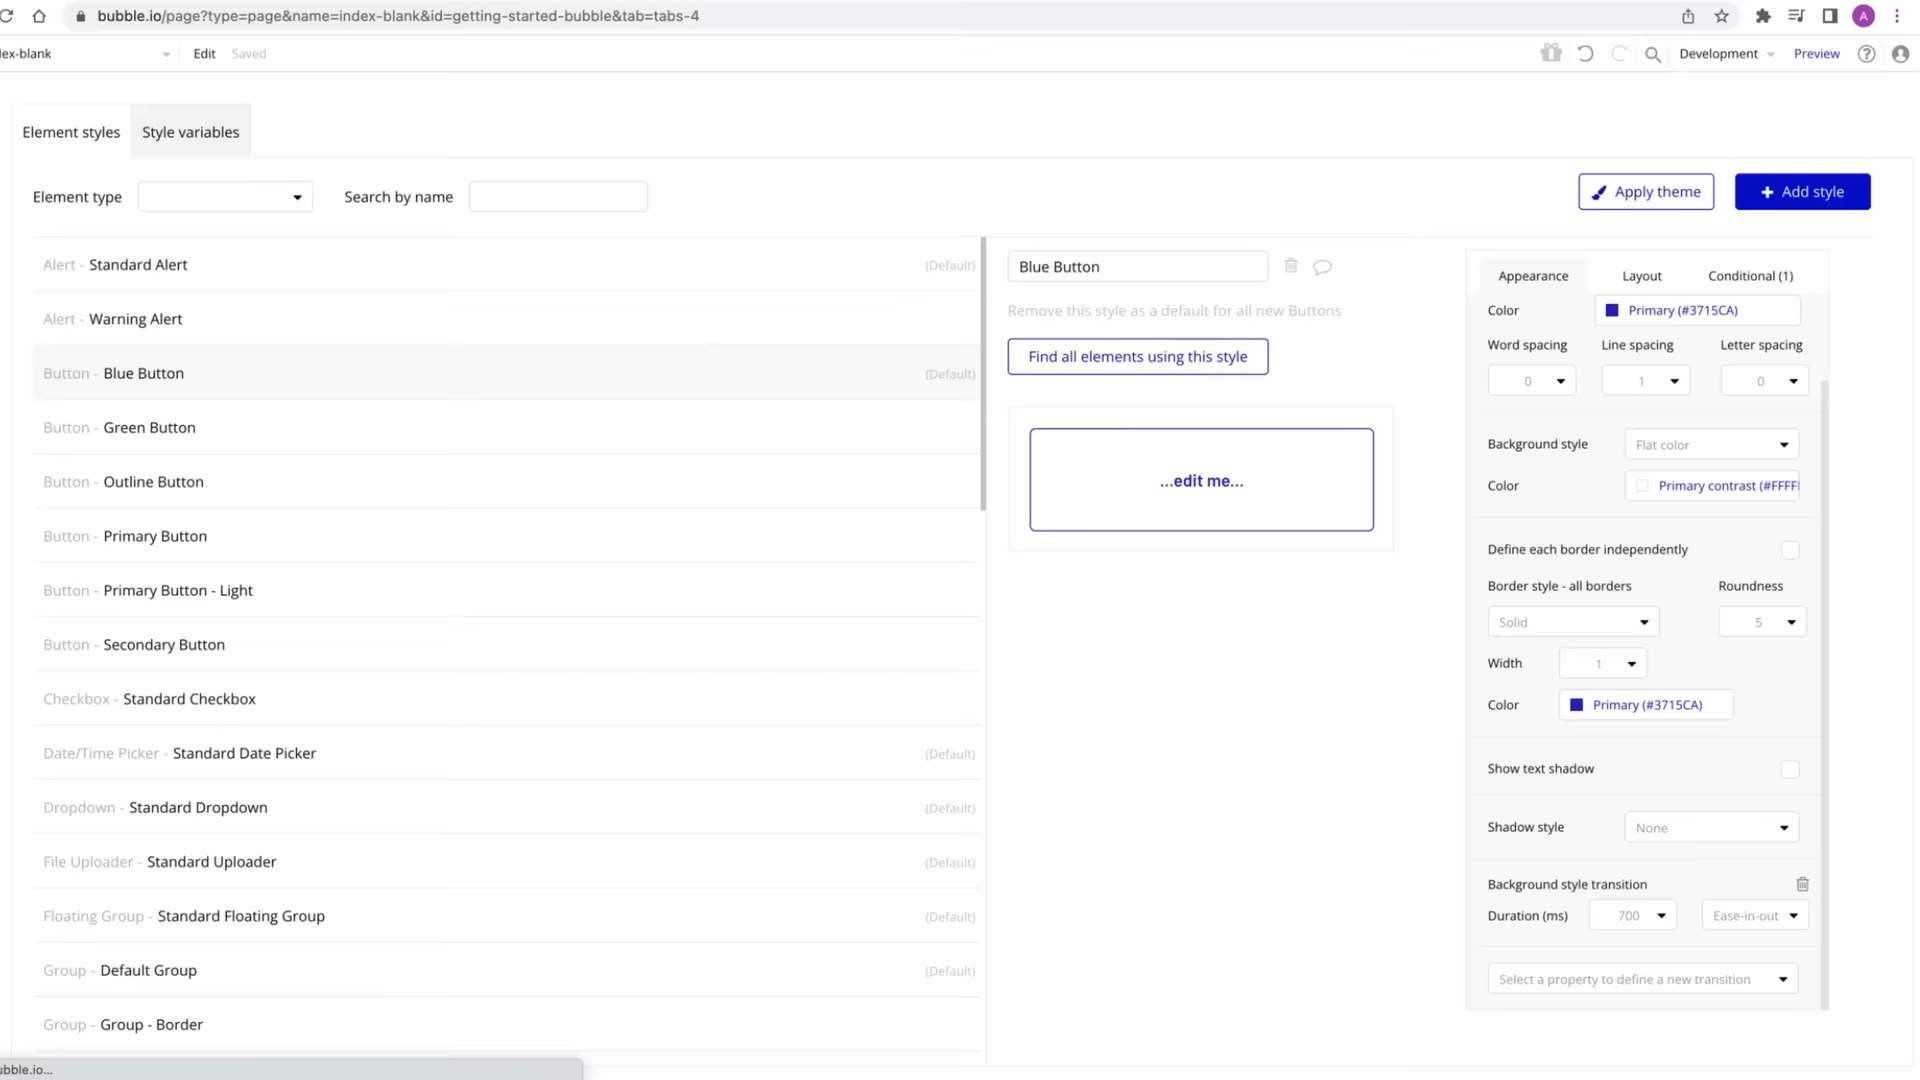 bubble.io/page?type=page&name=index-blank&id=getting-started-bubble&tab=tabs-4
A
lex-blank
Edit
Saved
Development
Preview
Element styles
Style variables
Element type
Search by name
Apply theme
+ Add style
Alert - Standard Alert (Default)
Alert - Warning Alert
Button - Blue Button (Default)
Button - Green Button
Button - Outline Button
Button - Primary Button
Button - Primary Button - Light
Button - Secondary Button
Checkbox - Standard Checkbox
Date/Time Picker - Standard Date Picker (Default)
Dropdown - Standard Dropdown (Default)
File Uploader - Standard Uploader (Default)
Floating Group - Standard Floating Group (Default)
Group - Default Group (Default)
Group - Group - Border
Blue Button
Remove this style as a default for all new Buttons
Find all elements using this style
...edit me...
Appearance Layout Conditional (1)
Color Primary (#3715CA)
Word spacing Line spacing Letter spacing
0 1 0
Background style Flat color
Color Primary contrast (#FFFF
Define each border independently
Border style - all borders Roundness
Solid 5
Width 1
Color Primary (#3715CA)
Show text shadow
Shadow style None
Background style transition
Duration (ms) 700 Ease-in-out
Select a property to define a new transition
ubble.io...